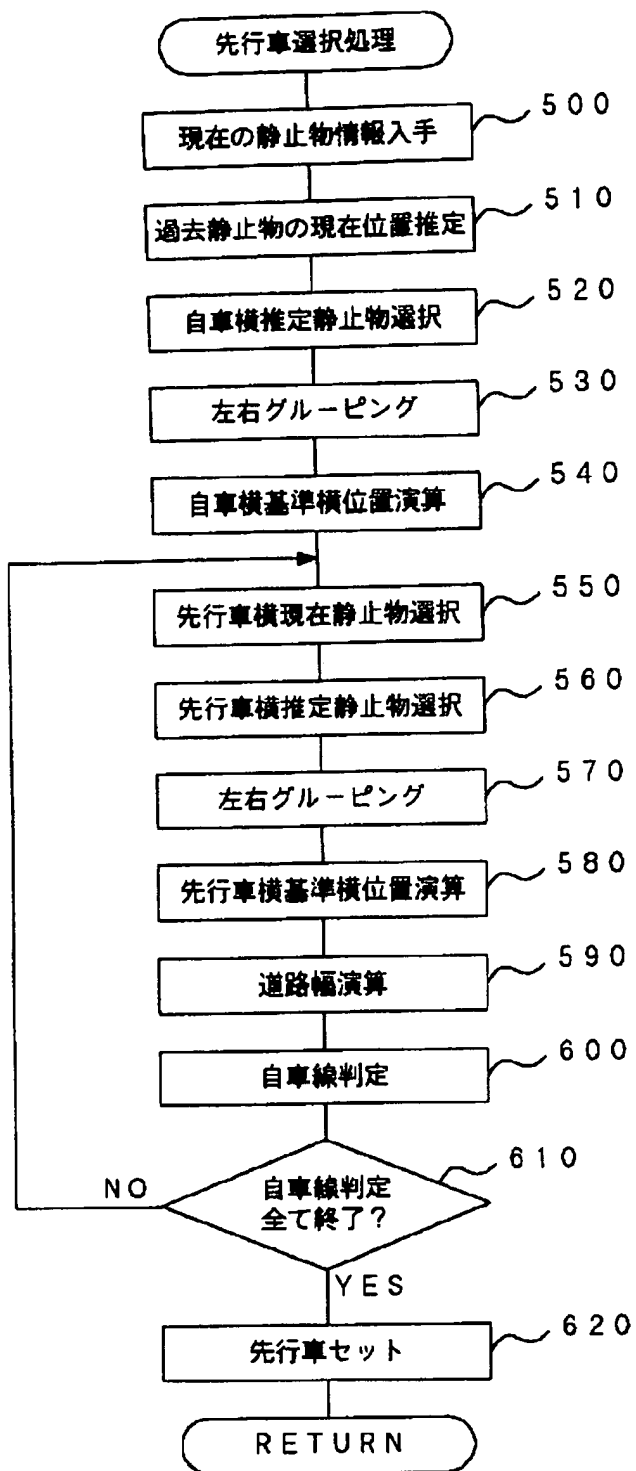 先行車選択処理
現在の静止物情報入手
500
過去静止物の現在位置推定
510
自車横推定静止物選択
520
左右グルーピング
530
自車横基準横位置演算
540
先行車横現在静止物選択
550
先行車横推定静止物選択
560
左右グルーピング
570
先行車横基準横位置演算
580
道路幅演算
590
自車線判定
600
自車線判定
全て終了?
610
NO
YES
先行車セット
620
RETURN